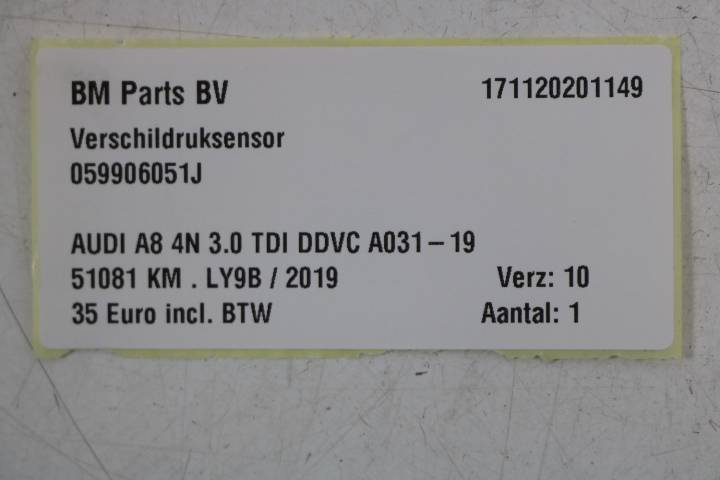 BM Parts BV 171120201149
Verschildruksensor
059906051J
AUDI A8 4N 3.0 TDI DDVC A031-19
51081 KM . LY9B / 2019 Verz: 10
35 Euro incl. BTW Aantal: 1